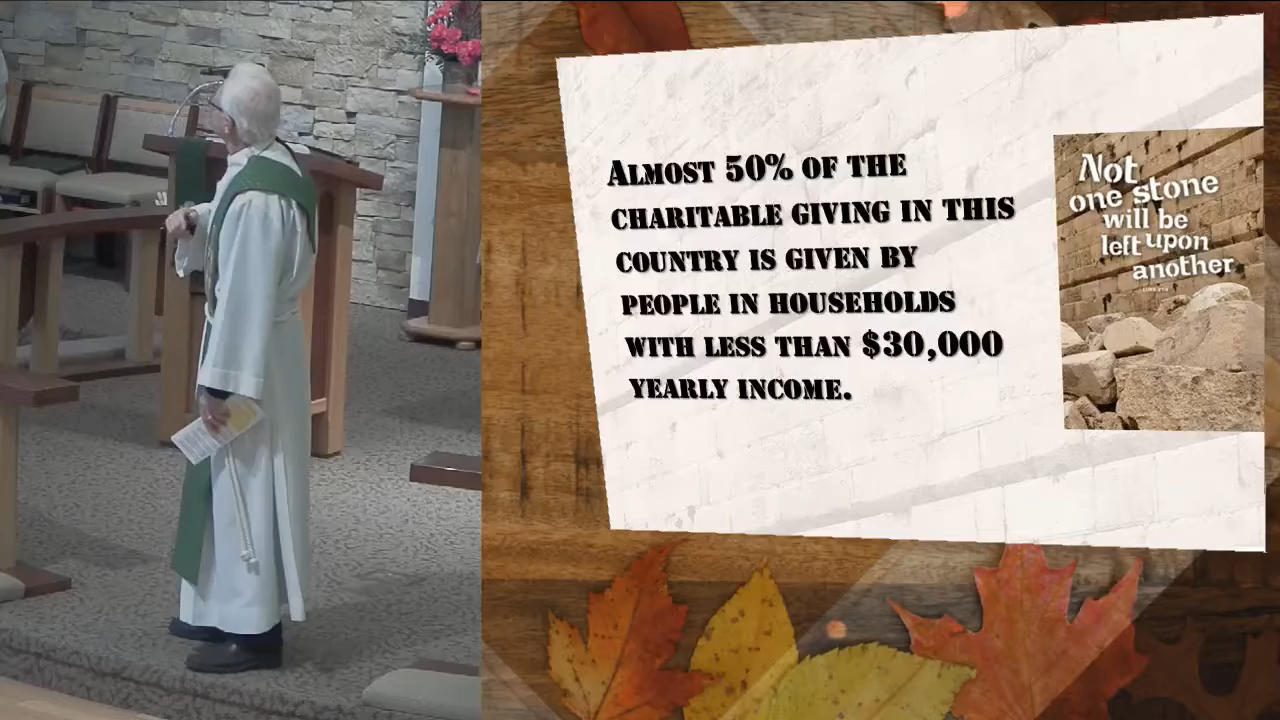 Almost 50% of the
charitable giving in this
country is given by
people in households
with less than $30,000
yearly income.
Not
one stone
will be
left upon
another